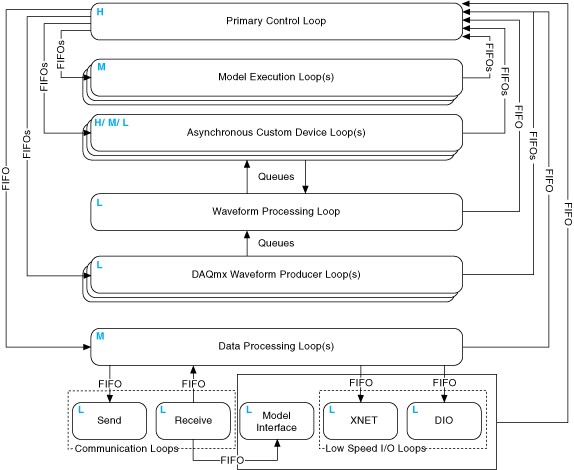 H
Primary Control Loop
FIFOs
M
Model Execution Loop(s)
FIFOs
FIFOs
H/ M/ L
Asynchronous Custom Device Loop(s)
FIFOs
FIFO
FIFOs
Queues
FIFOs
FIFO
FIFO
FIFO
L
Waveform Processing Loop
Queues
L
DAQmx Waveform Producer Loop(s)
M
Data Processing Loop(s)
FIFO
FIFO
FIFO
FIFO
L
Send
L
Receive
L
Model
Interface
L
XNET
L
DIO
Communication Loops
Low Speed I/O Loops
FIFO